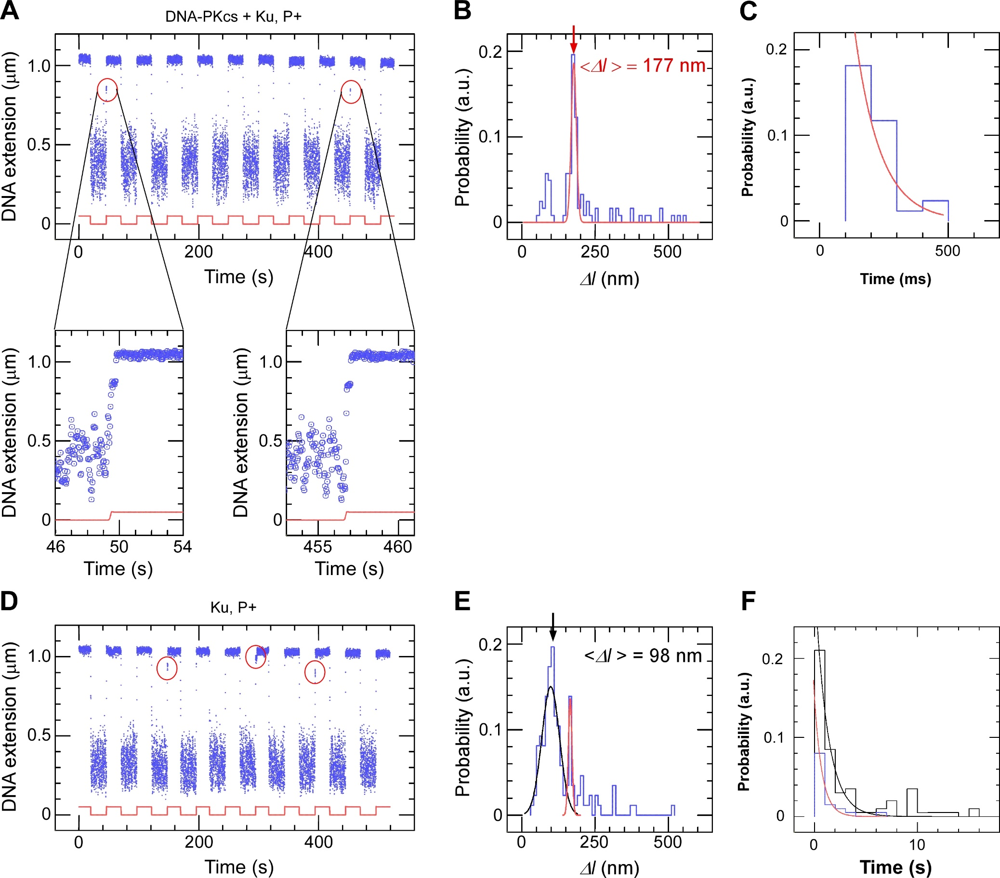 A
DNA-PKcs + Ku, P+
DNA extension (μm)
1.0
0.5
0
0
200
400
Time (s)
B
Probability (a.u.)
0.2
0.1
0
<Δl> = 177 nm
0
250
500
Δl (nm)
C
Probability (a.u.)
0.2
0.1
0
0
500
Time (ms)
DNA extension (μm)
1.0
0.5
0
46
50
54
Time (s)
DNA extension (μm)
1.0
0.5
0
455
460
Time (s)
D
Ku, P+
DNA extension (μm)
1.0
0.5
0
0
200
400
Time (s)
E
Probability (a.u.)
0.2
0.1
0
<Δl> = 98 nm
0
250
500
Δl (nm)
F
Probability (a.u.)
0.2
0.1
0
0
10
Time (s)